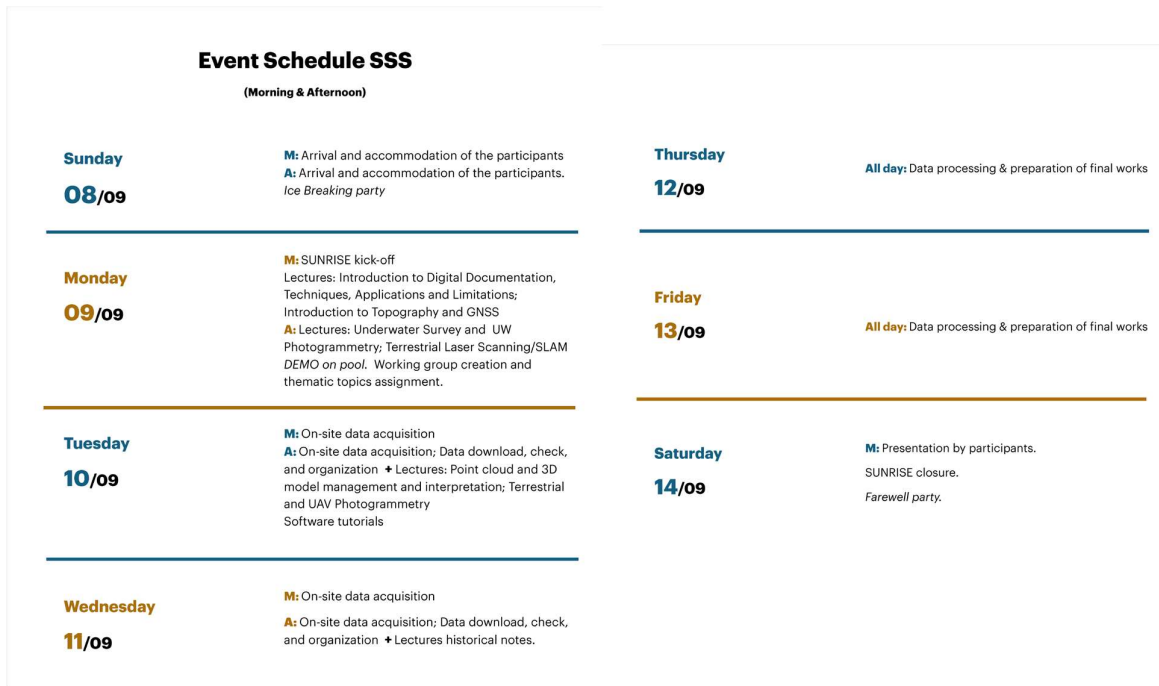 Event Schedule SSS
(Morning & Afternoon)
Sunday
08/09
M: Arrival and accommodation of the participants
A: Arrival and accommodation of the participants.
Ice Breaking party
Monday
09/09
M: SUNRISE kick-off
Lectures: Introduction to Digital Documentation,
Techniques, Applications and Limitations;
Introduction to Topography and GNSS
A: Lectures: Underwater Survey and UW
Photogrammetry; Terrestrial Laser Scanning/SLAM
DEMO on pool. Working group creation and
thematic topics assignment.
Tuesday
10/09
M: On-site data acquisition
A: On-site data acquisition; Data download, check,
and organization + Lectures: Point cloud and 3D
model management and interpretation; Terrestrial
and UAV Photogrammetry
Software tutorials
Wednesday
11/09
M: On-site data acquisition
A: On-site data acquisition; Data download, check,
and organization + Lectures historical notes.
Thursday
12/09
All day: Data processing & preparation of final works
Friday
13/09
All day: Data processing & preparation of final works
Saturday
14/09
M: Presentation by participants.
SUNRISE closure.
Farewell party.